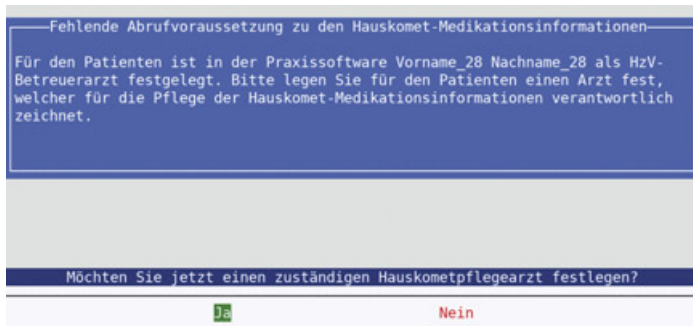 Fehlende Abrufvoraussetzung zu den Hauskomet-Medikationsinformationen
Für den Patienten ist in der Praxissoftware Vorname_28 Nachname_28 als HzV-
Betreuerarzt festgelegt. Bitte legen Sie für den Patienten einen Arzt fest,
welcher für die Pflege der Hauskomet-Medikationsinformationen verantwortlich
zeichnet.
Möchten Sie jetzt einen zuständigen Hauskometpflegearzt festlegen?
Ja Nein